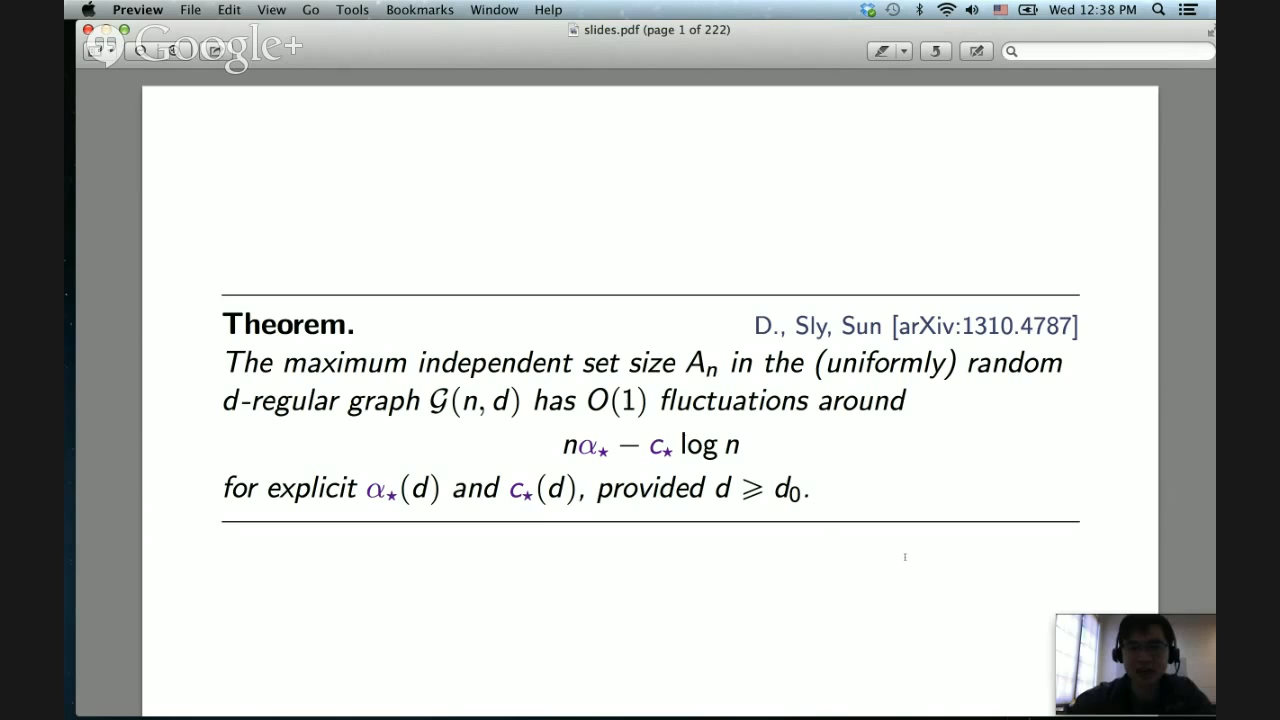 Preview File Edit View Go Tools Bookmarks Window Help Wed 12:38 PM
slides.pdf (page 1 of 222)
Google+
Theorem. D., Sly, Sun [arXiv:1310.4787]
The maximum independent set size Aₙ in the (uniformly) random
d-regular graph 𝒢(n, d) has O(1) fluctuations around
nα⋆ − c⋆ log n
for explicit α⋆(d) and c⋆(d), provided d ⩾ d₀.